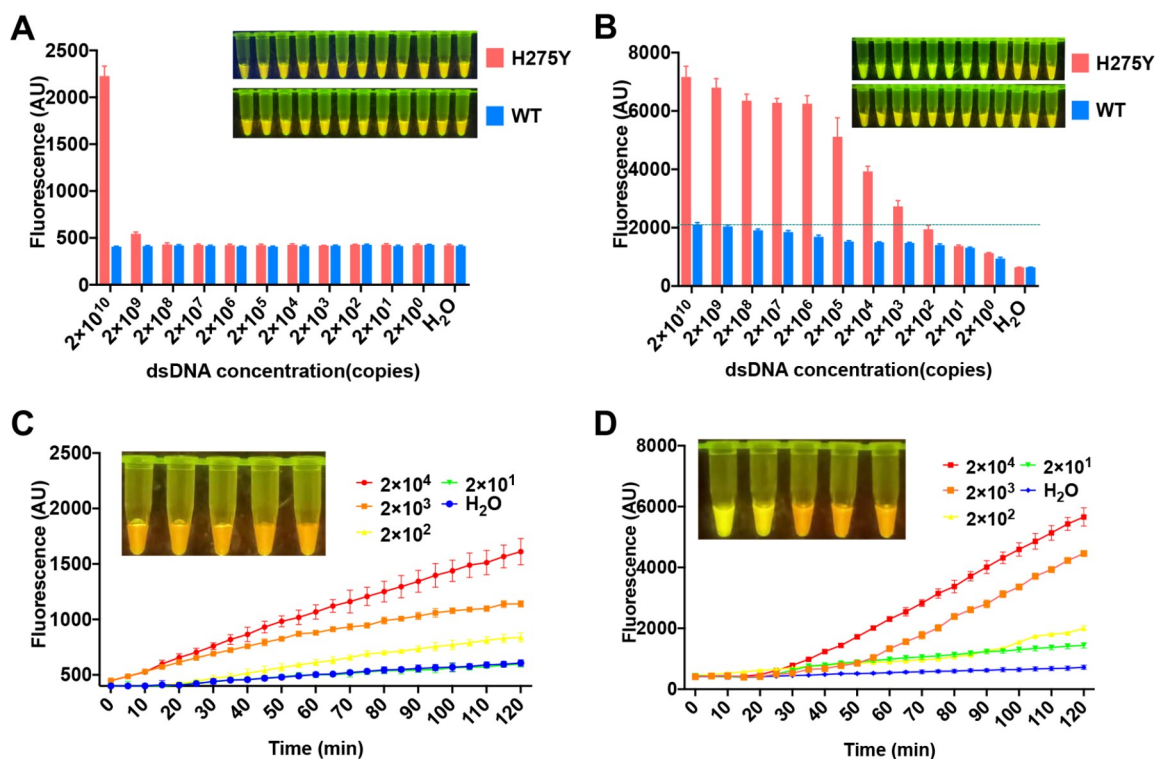 A
Fluorescence (AU)
2500
2000
1500
1000
500
0
H275Y
WT
2×10¹⁰
2×10⁹
2×10⁸
2×10⁷
2×10⁶
2×10⁵
2×10⁴
2×10³
2×10²
2×10¹
2×10⁰
H₂O
dsDNA concentration(copies)
B
Fluorescence (AU)
8000
6000
4000
2000
0
H275Y
WT
2×10¹⁰
2×10⁹
2×10⁸
2×10⁷
2×10⁶
2×10⁵
2×10⁴
2×10³
2×10²
2×10¹
2×10⁰
H₂O
dsDNA concentration(copies)
C
Fluorescence (AU)
2500
2000
1500
1000
500
2×10⁴
2×10³
2×10²
2×10¹
H₂O
0 10 20 30 40 50 60 70 80 90 100 110 120
Time (min)
D
Fluorescence (AU)
8000
6000
4000
2000
0
2×10⁴
2×10³
2×10²
2×10¹
H₂O
0 10 20 30 40 50 60 70 80 90 100 110 120
Time (min)